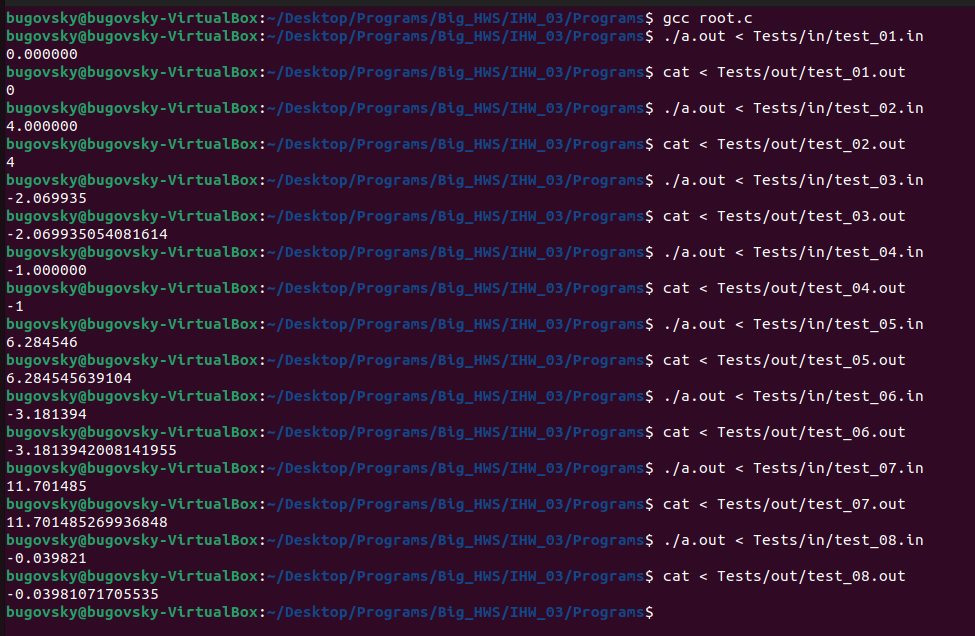 bugovsky@bugovsky-VirtualBox:~/Desktop/Programs/Big_HWS/IHW_03/Programs$ gcc root.c
bugovsky@bugovsky-VirtualBox:~/Desktop/Programs/Big_HWS/IHW_03/Programs$ ./a.out < Tests/in/test_01.in
0.000000
bugovsky@bugovsky-VirtualBox:~/Desktop/Programs/Big_HWS/IHW_03/Programs$ cat < Tests/out/test_01.out
0
bugovsky@bugovsky-VirtualBox:~/Desktop/Programs/Big_HWS/IHW_03/Programs$ ./a.out < Tests/in/test_02.in
4.000000
bugovsky@bugovsky-VirtualBox:~/Desktop/Programs/Big_HWS/IHW_03/Programs$ cat < Tests/out/test_02.out
4
bugovsky@bugovsky-VirtualBox:~/Desktop/Programs/Big_HWS/IHW_03/Programs$ ./a.out < Tests/in/test_03.in
-2.069935
bugovsky@bugovsky-VirtualBox:~/Desktop/Programs/Big_HWS/IHW_03/Programs$ cat < Tests/out/test_03.out
-2.069935054081614
bugovsky@bugovsky-VirtualBox:~/Desktop/Programs/Big_HWS/IHW_03/Programs$ ./a.out < Tests/in/test_04.in
-1.000000
bugovsky@bugovsky-VirtualBox:~/Desktop/Programs/Big_HWS/IHW_03/Programs$ cat < Tests/out/test_04.out
-1
bugovsky@bugovsky-VirtualBox:~/Desktop/Programs/Big_HWS/IHW_03/Programs$ ./a.out < Tests/in/test_05.in
6.284546
bugovsky@bugovsky-VirtualBox:~/Desktop/Programs/Big_HWS/IHW_03/Programs$ cat < Tests/out/test_05.out
6.284545639104
bugovsky@bugovsky-VirtualBox:~/Desktop/Programs/Big_HWS/IHW_03/Programs$ ./a.out < Tests/in/test_06.in
-3.181394
bugovsky@bugovsky-VirtualBox:~/Desktop/Programs/Big_HWS/IHW_03/Programs$ cat < Tests/out/test_06.out
-3.1813942008141955
bugovsky@bugovsky-VirtualBox:~/Desktop/Programs/Big_HWS/IHW_03/Programs$ ./a.out < Tests/in/test_07.in
11.701485
bugovsky@bugovsky-VirtualBox:~/Desktop/Programs/Big_HWS/IHW_03/Programs$ cat < Tests/out/test_07.out
11.701485269936848
bugovsky@bugovsky-VirtualBox:~/Desktop/Programs/Big_HWS/IHW_03/Programs$ ./a.out < Tests/in/test_08.in
-0.039821
bugovsky@bugovsky-VirtualBox:~/Desktop/Programs/Big_HWS/IHW_03/Programs$ cat < Tests/out/test_08.out
-0.03981071705535
bugovsky@bugovsky-VirtualBox:~/Desktop/Programs/Big_HWS/IHW_03/Programs$